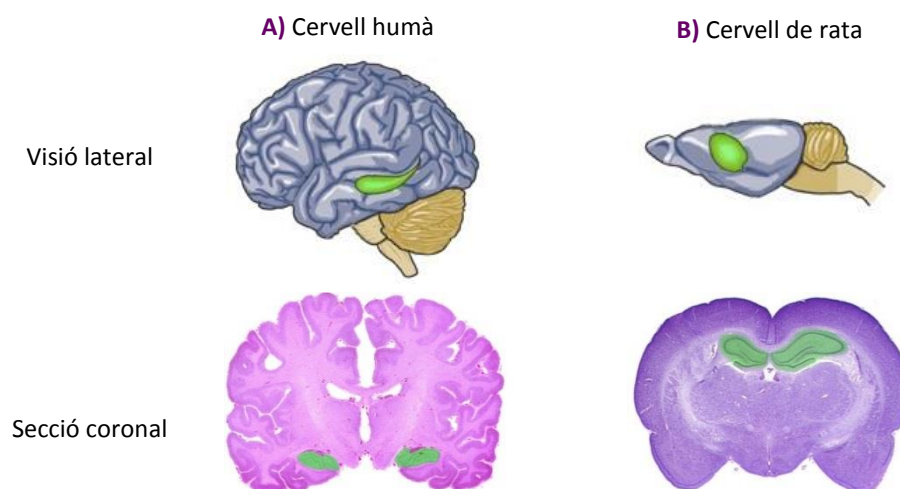 A) Cervell humà
B) Cervell de rata
Visió lateral
Secció coronal